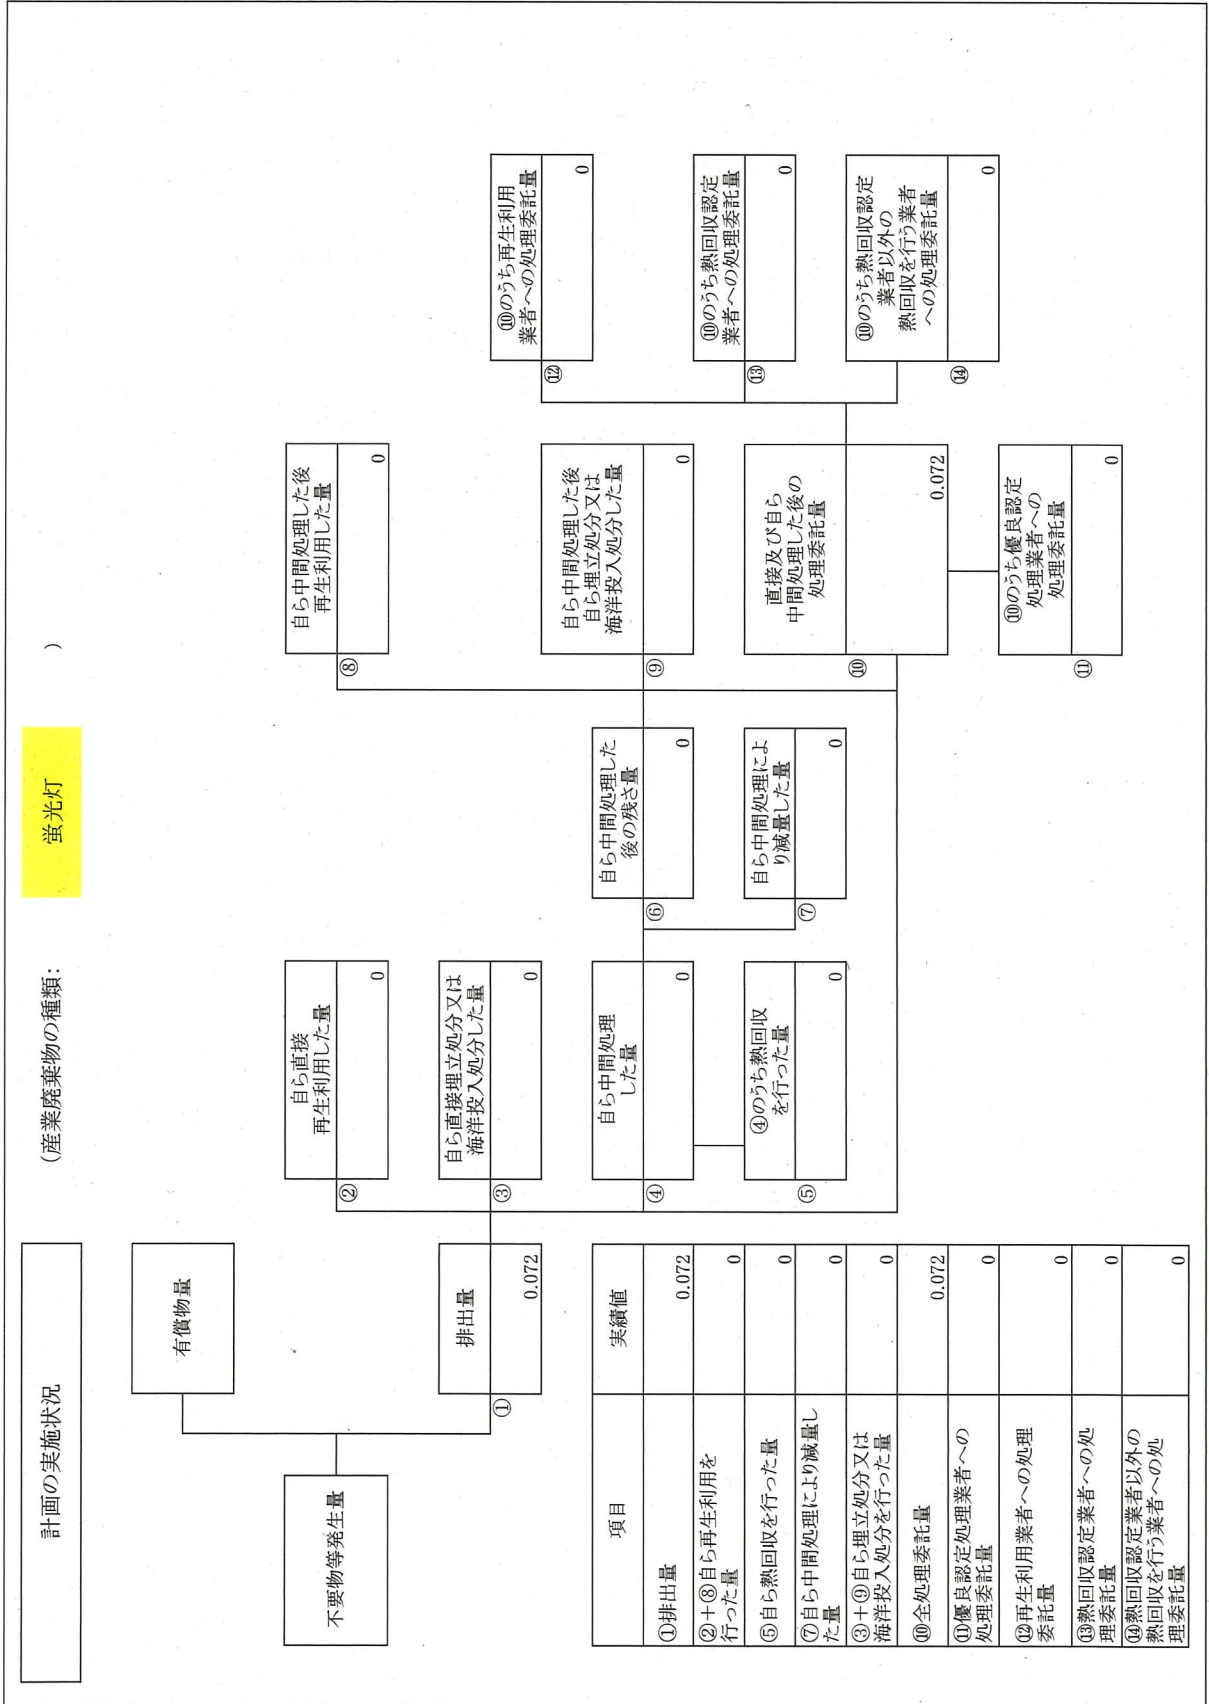 計画の実施状況
(産業廃棄物の種類: 蛍光灯 )
不要物等発生量
有償物量
排出量
① 0.072
自ら直接
再生利用した量
② 0
自ら直接埋立処分又は
海洋投入処分した量
③ 0
自ら中間処理
した量
④ 0
④のうち熱回収
を行った量
⑤ 0
自ら中間処理した
後の残さ量
⑥ 0
自ら中間処理によ
り減量した量
⑦ 0
自ら中間処理した後
再生利用した量
⑧ 0
自ら中間処理した後
自ら埋立処分又は
海洋投入処分した量
⑨ 0
直接及び自ら
中間処理した後の
処理委託量
⑩ 0.072
⑩のうち優良認定
処理業者への
処理委託量
⑪ 0
⑩のうち再生利用
業者への処理委託量
⑫ 0
⑩のうち熱回収認定
業者への処理委託量
⑬ 0
⑩のうち熱回収認定
業者以外の
熱回収を行う業者
への処理委託量
⑭ 0
項目 実績値
①排出量 0.072
②+⑧自ら再生利用を
行った量 0
⑤自ら熱回収を行った量 0
⑦自ら中間処理により減量し
た量 0
③+⑨自ら埋立処分又は
海洋投入処分を行った量 0
⑩全処理委託量 0.072
⑪優良認定処理業者への
処理委託量 0
⑫再生利用業者への処理
委託量 0
⑬熱回収認定業者への処
理委託量 0
⑭熱回収認定業者以外の
熱回収を行う業者への処
理委託量 0